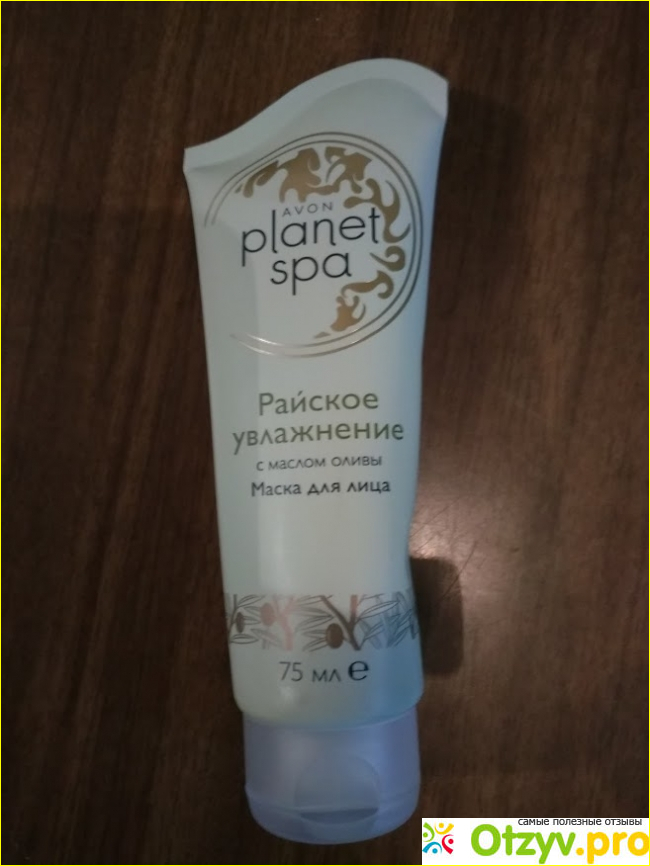 AVON
planet
spa
Райское
увлажнение
с маслом оливы
Маска для лица
75 мл e
самые полезные отзывы
Otzyv.pro